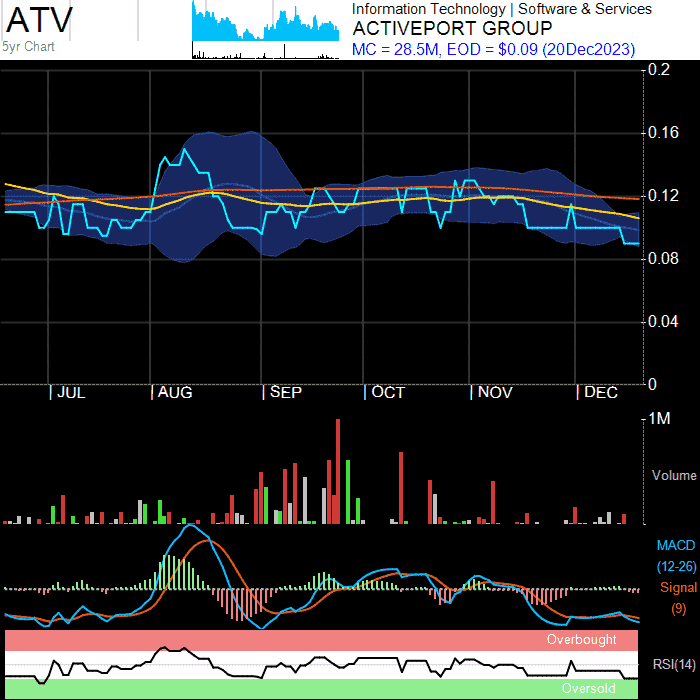 ATV
5yr Chart
Information Technology | Software & Services
ACTIVEPORT GROUP
MC = 28.5M, EOD = $0.09 (20Dec2023)
0.2
0.16
0.12
0.08
0.04
0
| JUL | AUG | SEP | OCT | NOV | DEC
1M
Volume
MACD
(12-26)
Signal
(9)
Overbought
RSI(14)
Oversold